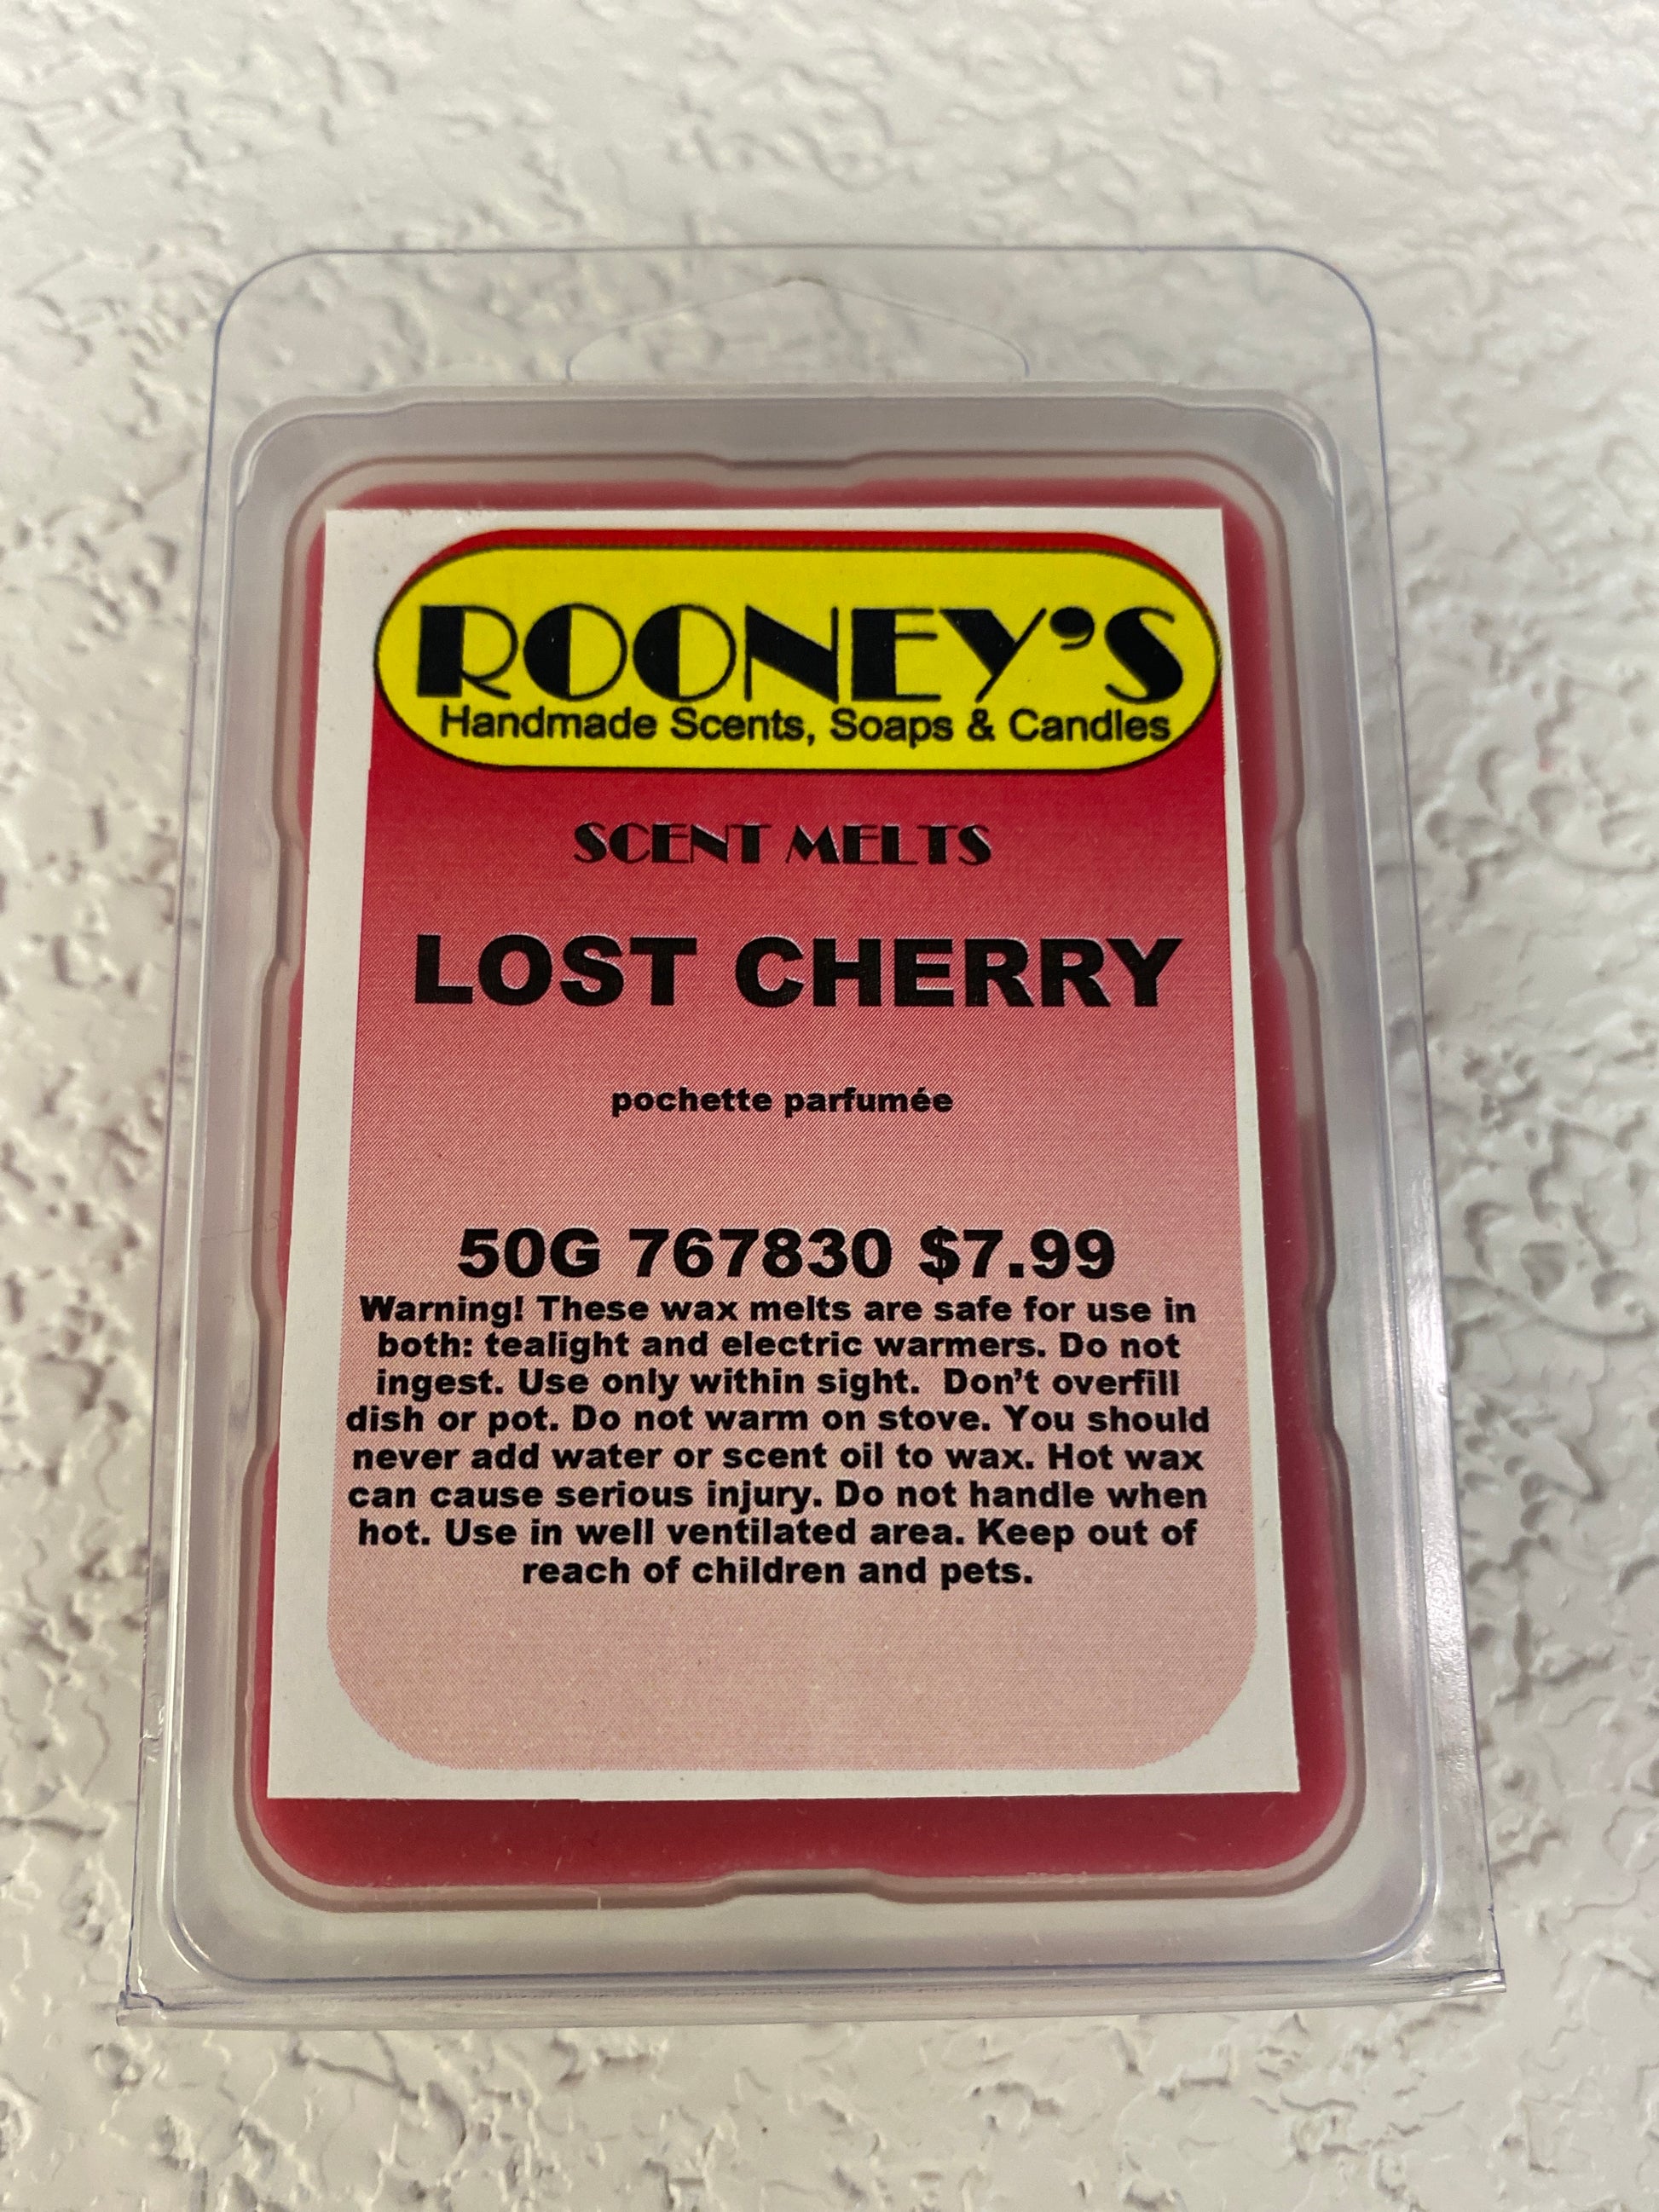 ROONEY'S
Handmade Scents, Soaps & Candles
SCENT MELTS
LOST CHERRY
pochette parfumée
50G 767830 $7.99
Warning! These wax melts are safe for use in
both: tealight and electric warmers. Do not
ingest. Use only within sight.  Don't overfill
dish or pot. Do not warm on stove. You should
never add water or scent oil to wax. Hot wax
can cause serious injury. Do not handle when
hot. Use in well ventilated area. Keep out of
reach of children and pets.